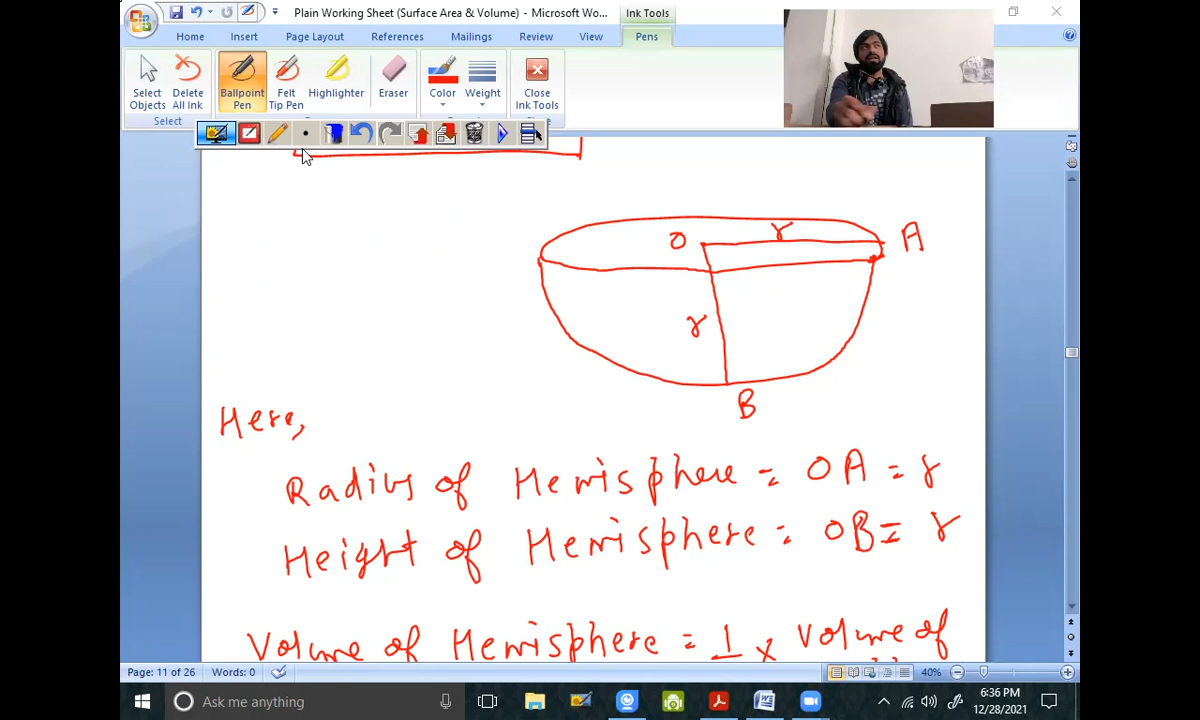 Plain Working Sheet (Surface Area & Volume) - Microsoft Wo...
Ink Tools
Home Insert Page Layout References Mailings Review View Pens
Select Objects
Delete All Ink
Ballpoint Pen
Felt Tip Pen
Highlighter
Eraser
Color
Weight
Close Ink Tools
Select
Close
O r A
r
B
Here,
Radius of Hemisphere = OA = r
Height of Hemisphere = OB = r
Volume of Hemisphere = 1 × Volume of
Page: 11 of 26 Words: 0 40%
Ask me anything
6:36 PM
12/28/2021